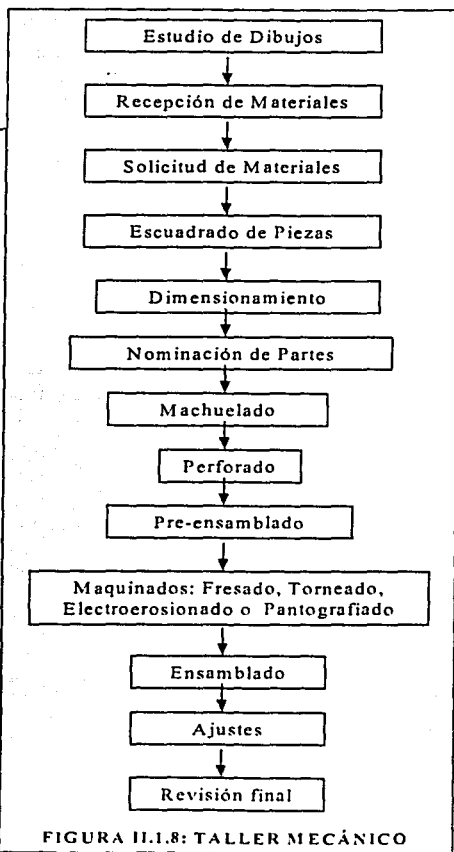 Estudio de Dibujos
Recepción de Materiales
Solicitud de Materiales
Escuadrado de Piezas
Dimensionamiento
Nominación de Partes
Machuelado
Perforado
Pre-ensamblado
Maquinados: Fresado, Torneado,
Electroerosionado o Pantografiado
Ensamblado
Ajustes
Revisión final
FIGURA II.1.8: TALLER MECÁNICO